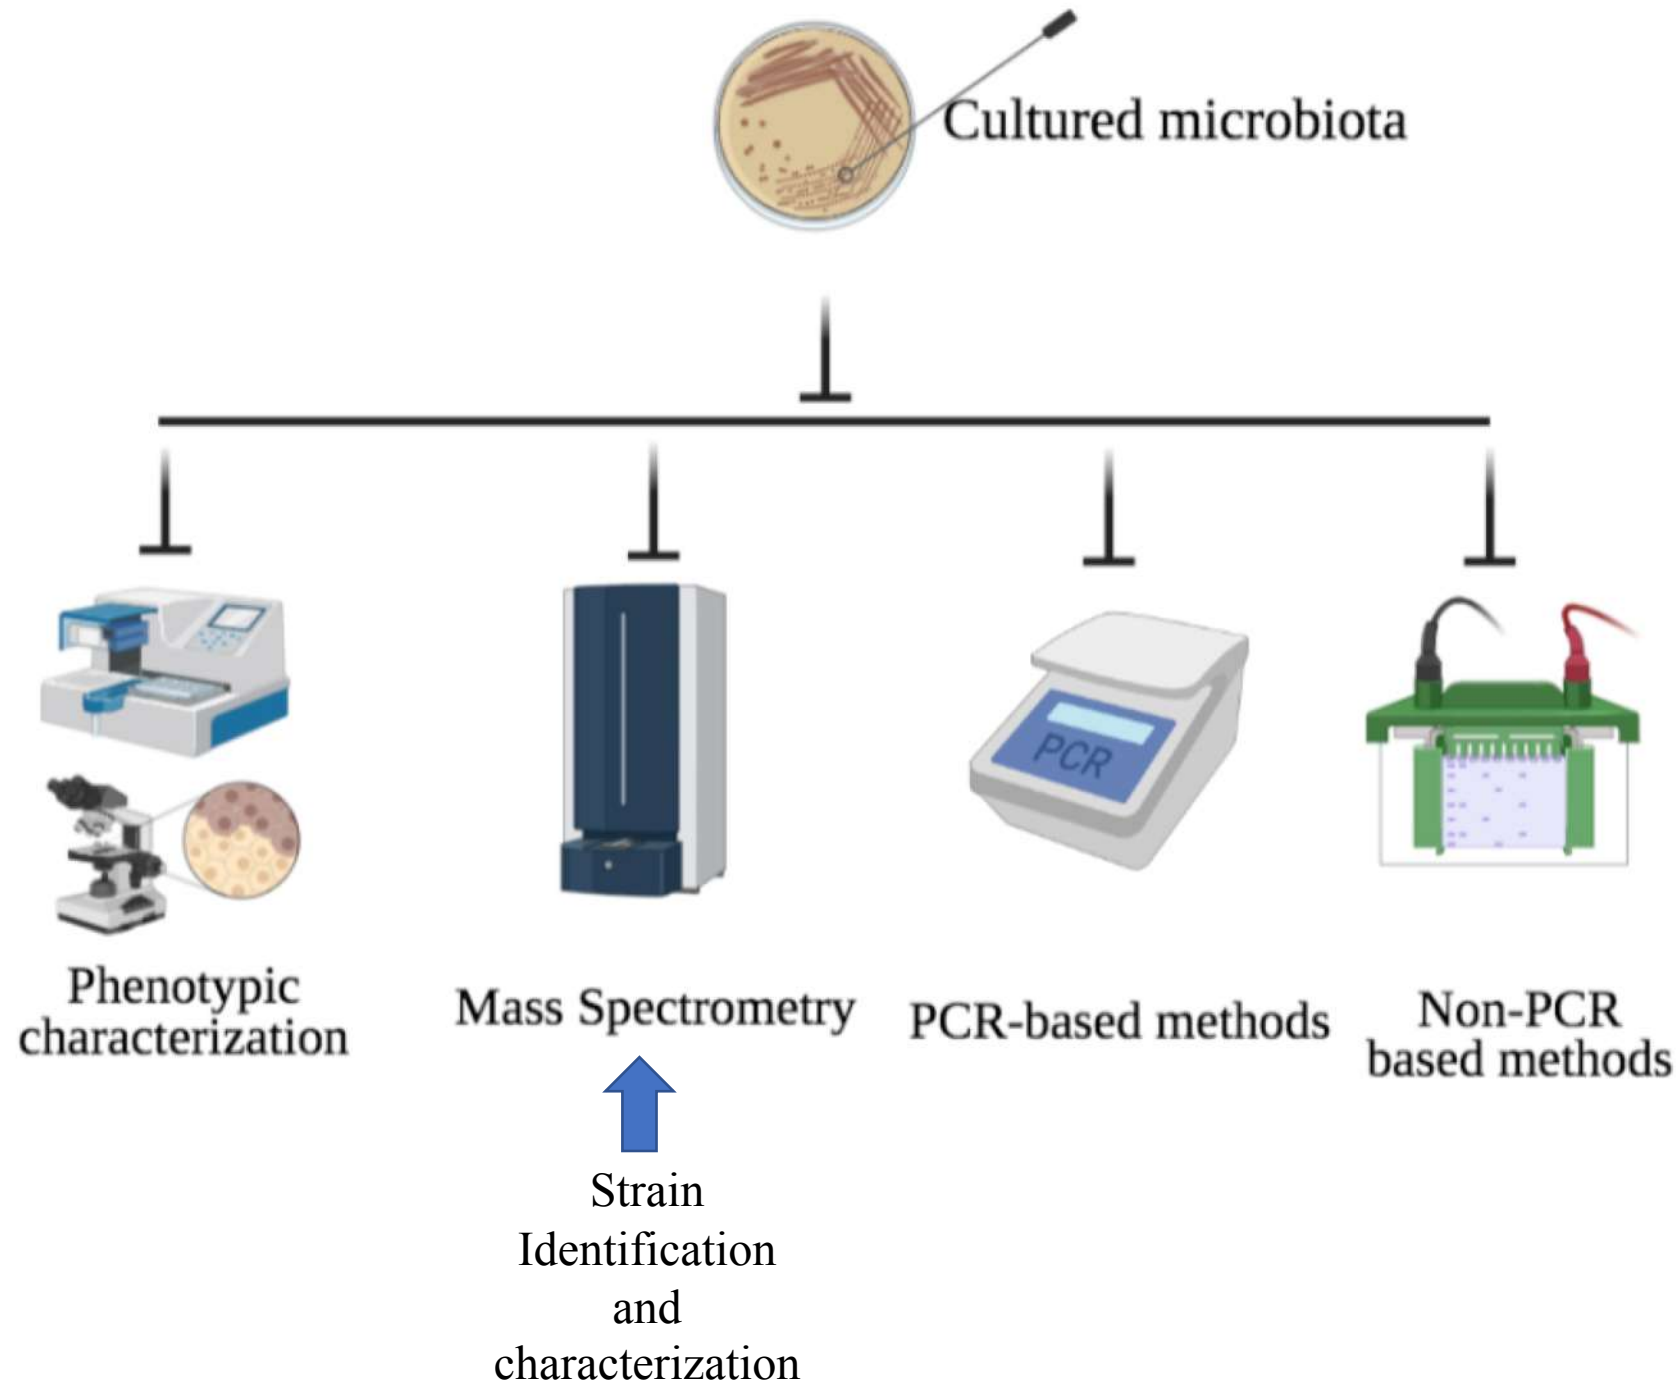 Cultured microbiota
PCR
Phenotypic
characterization
Mass Spectrometry
PCR-based methods
Non-PCR
based methods
Strain
Identification
and
characterization